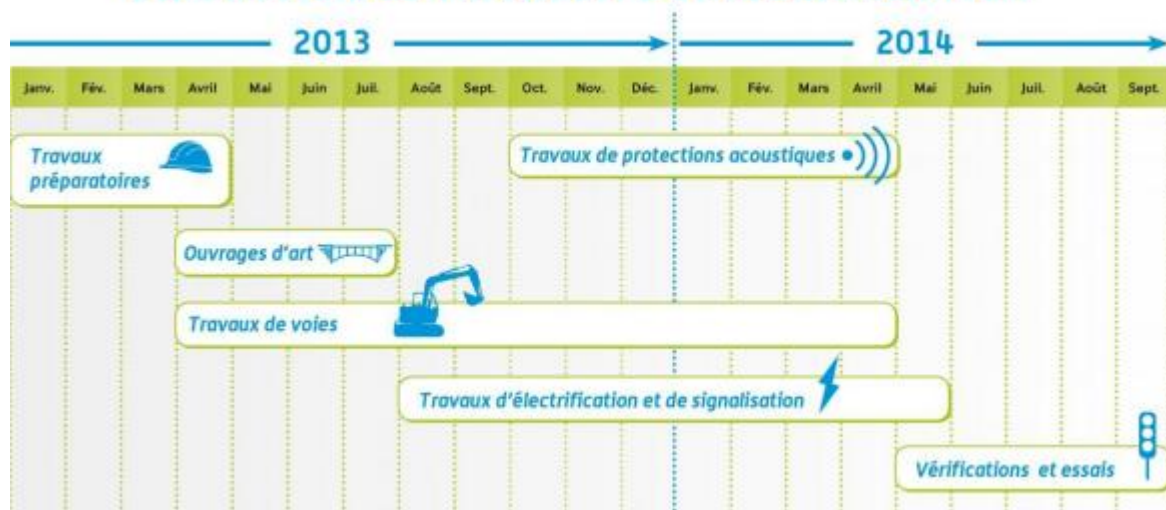 2013 2014
Janv. Fév. Mars Avril Mai Juin Juil. Août Sept. Oct. Nov. Déc. Janv. Fév. Mars Avril Mai Juin Juil. Août Sept.
Travaux
préparatoires
Travaux de protections acoustiques
Ouvrages d'art
Travaux de voies
Travaux d'électrification et de signalisation
Vérifications et essais